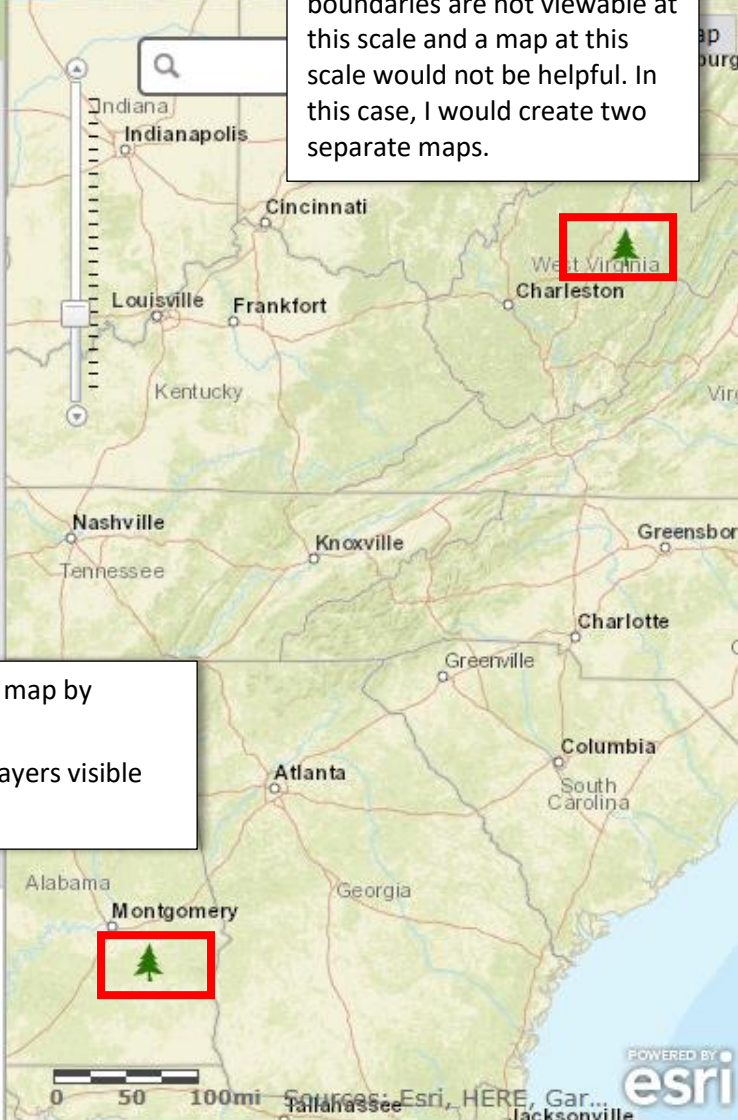 boundaries are not viewable at
this scale and a map at this
scale would not be helpful. In
this case, I would create two
separate maps.
ap
burg
Indiana
Indianapolis
Cincinnati
West Virginia
Charleston
Louisville
Frankfort
Kentucky
Virg
Nashville
Knoxville
Greensbor
Tennessee
Charlotte
Greenville
map by
ayers visible
Atlanta
Columbia
South
Carolina
Alabama
Georgia
Montgomery
POWERED BY
esri
0 50 100mi
Sources: Esri, HERE, Gar...
Tallahassee
Jacksonville